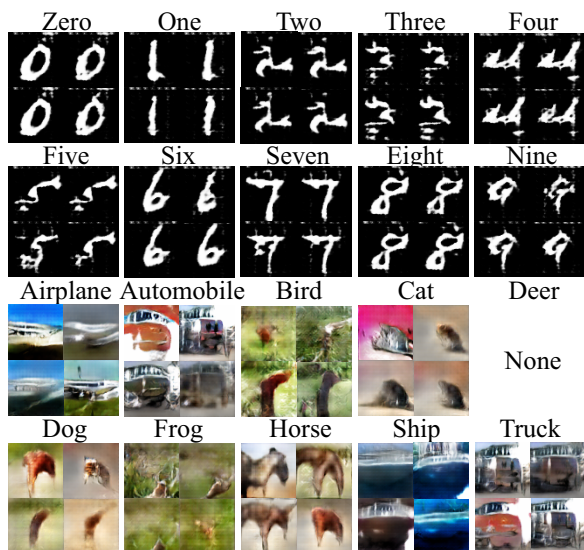 Zero One Two Three Four
Five Six Seven Eight Nine
Airplane Automobile Bird Cat Deer
None
Dog Frog Horse Ship Truck